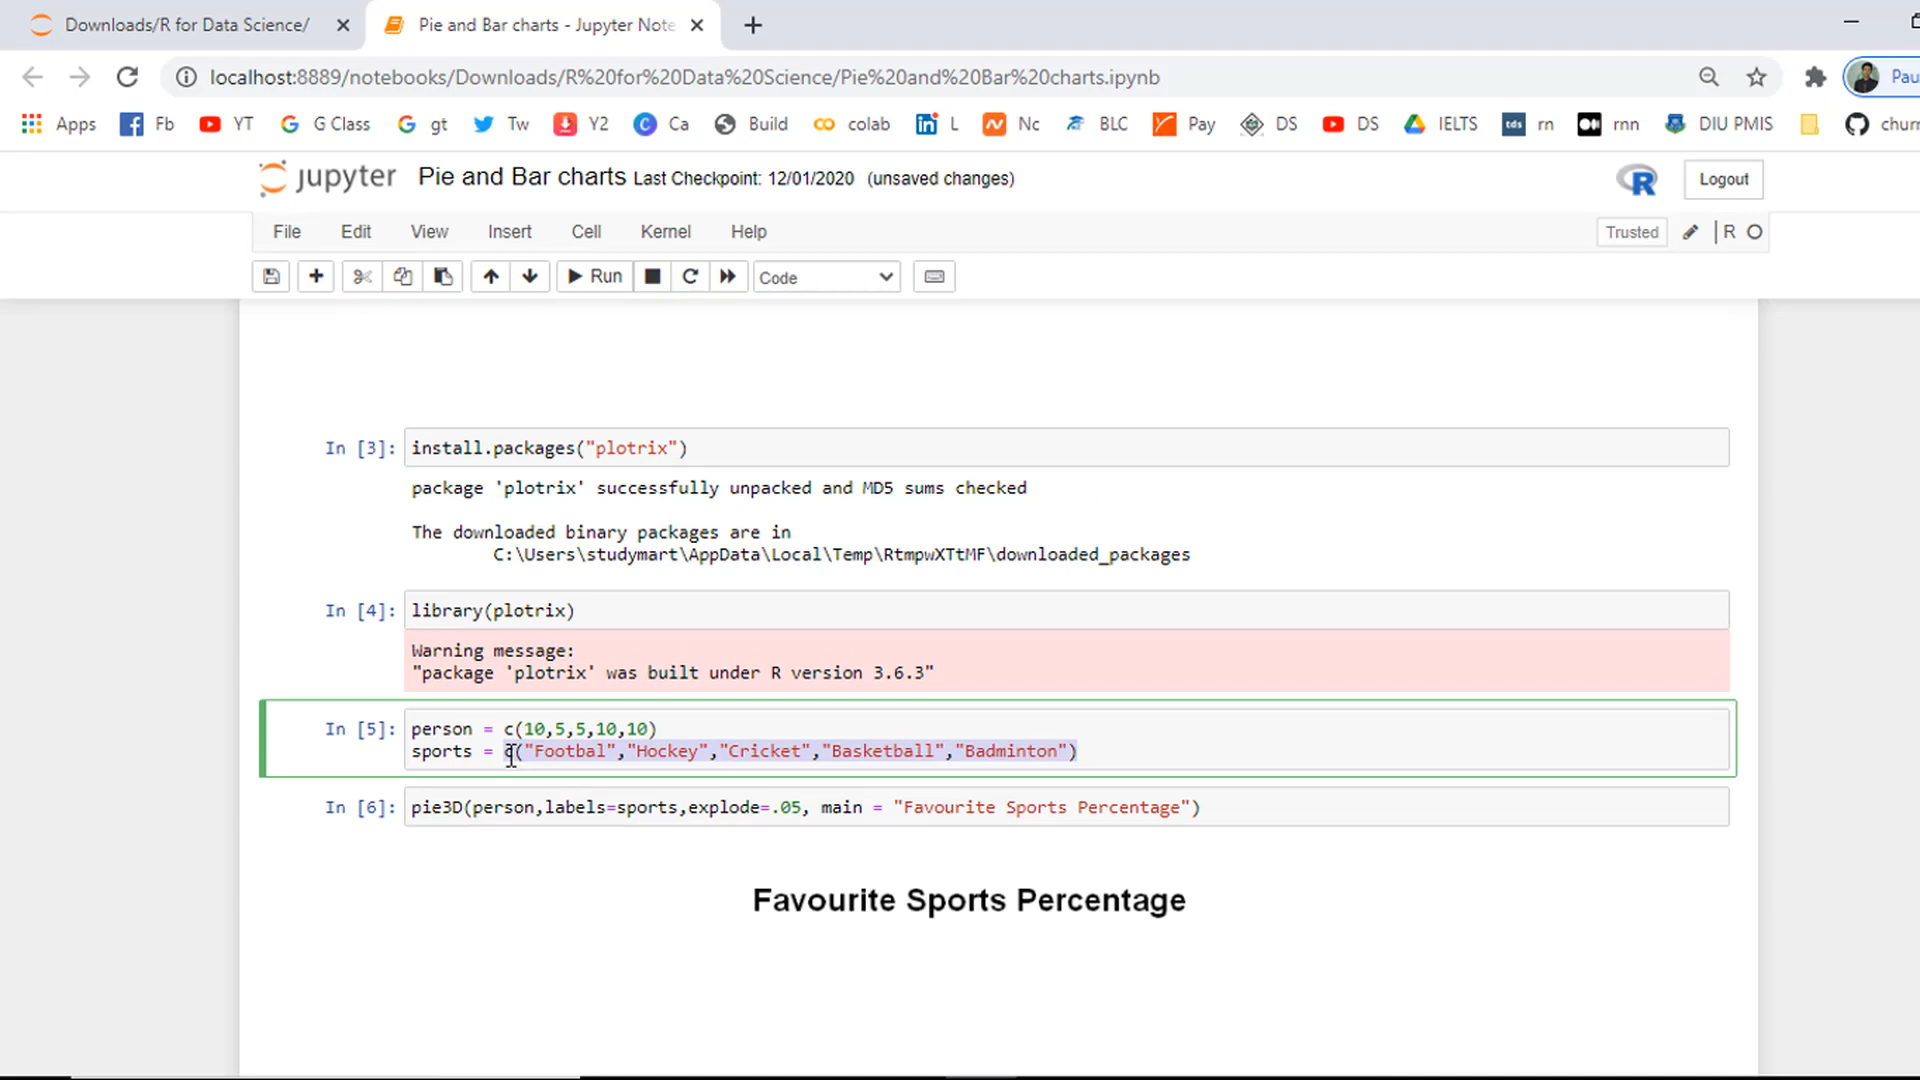 Downloads/R for Data Science/
Pie and Bar charts - Jupyter Note
localhost:8889/notebooks/Downloads/R%20for%20Data%20Science/Pie%20and%20Bar%20charts.ipynb
Pau
Apps Fb YT G Class gt Tw Y2 Ca Build colab L Nc BLC Pay DS DS IELTS tds rn rnn DIU PMIS churn
jupyter Pie and Bar charts Last Checkpoint: 12/01/2020 (unsaved changes) R Logout
File Edit View Insert Cell Kernel Help Trusted R
Run Code
In [3]: install.packages("plotrix")
package 'plotrix' successfully unpacked and MD5 sums checked
The downloaded binary packages are in
C:\Users\studymart\AppData\Local\Temp\RtmpwXTtMF\downloaded_packages
In [4]: library(plotrix)
Warning message:
"package 'plotrix' was built under R version 3.6.3"
In [5]: person = c(10,5,5,10,10)
sports = c("Footbal","Hockey","Cricket","Basketball","Badminton")
In [6]: pie3D(person,labels=sports,explode=.05, main = "Favourite Sports Percentage")
Favourite Sports Percentage